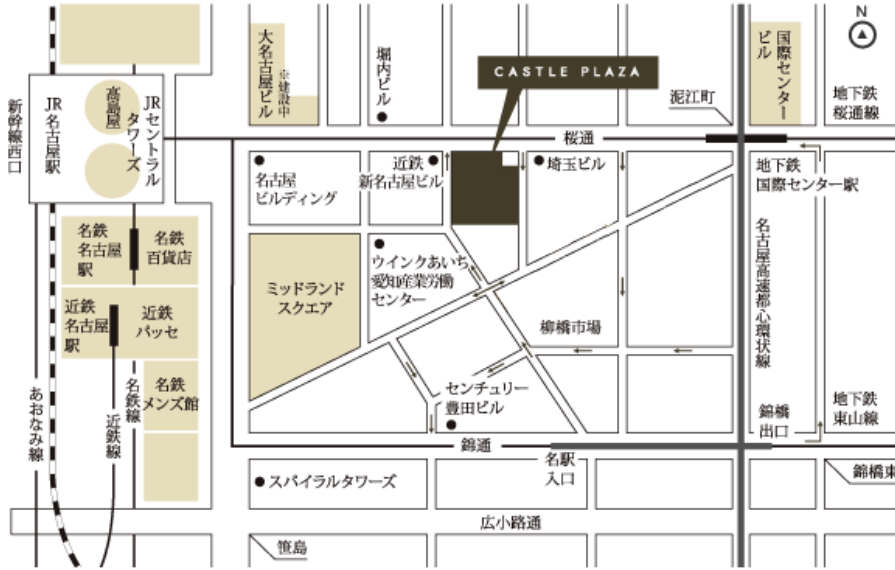 N
大名古屋ビル
※建設中
堀内ビル
CASTLE PLAZA
国際センター
ビル
泥江町
地下鉄
桜通線
新幹線西口
JR名古屋駅
高島屋
JRセントラル
タワーズ
桜通
名古屋
ビルディング
近鉄
新名古屋ビル
埼玉ビル
地下鉄
国際センター駅
名鉄
名古屋
駅
名鉄
百貨店
ミッドランド
スクエア
ウインクあいち
愛知産業労働
センター
名古屋高速都心環状線
近鉄
名古屋
駅
近鉄
パッセ
柳橋市場
名鉄
メンズ館
センチュリー
豊田ビル
あおなみ線
近鉄線
名鉄線
錦橋
出口
地下鉄
東山線
錦通
名駅
入口
錦橋東
スパイラルタワーズ
広小路通
笹島